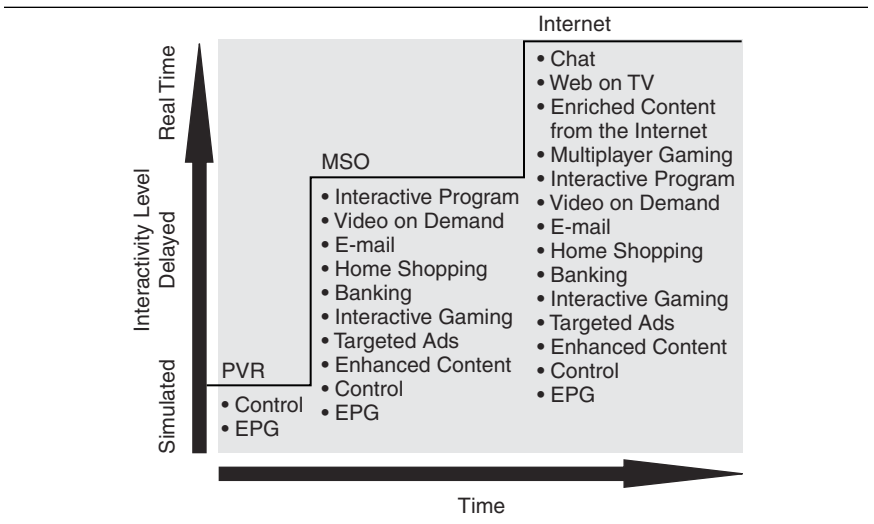 Internet
• Chat
• Web on TV
• Enriched Content
from the Internet
• Multiplayer Gaming
• Interactive Program
• Video on Demand
• E-mail
• Home Shopping
• Banking
• Interactive Gaming
• Targeted Ads
• Enhanced Content
• Control
• EPG
MSO
• Interactive Program
• Video on Demand
• E-mail
• Home Shopping
• Banking
• Interactive Gaming
• Targeted Ads
• Enhanced Content
• Control
• EPG
PVR
• Control
• EPG
Interactivity Level
Simulated
Delayed
Real Time
Time